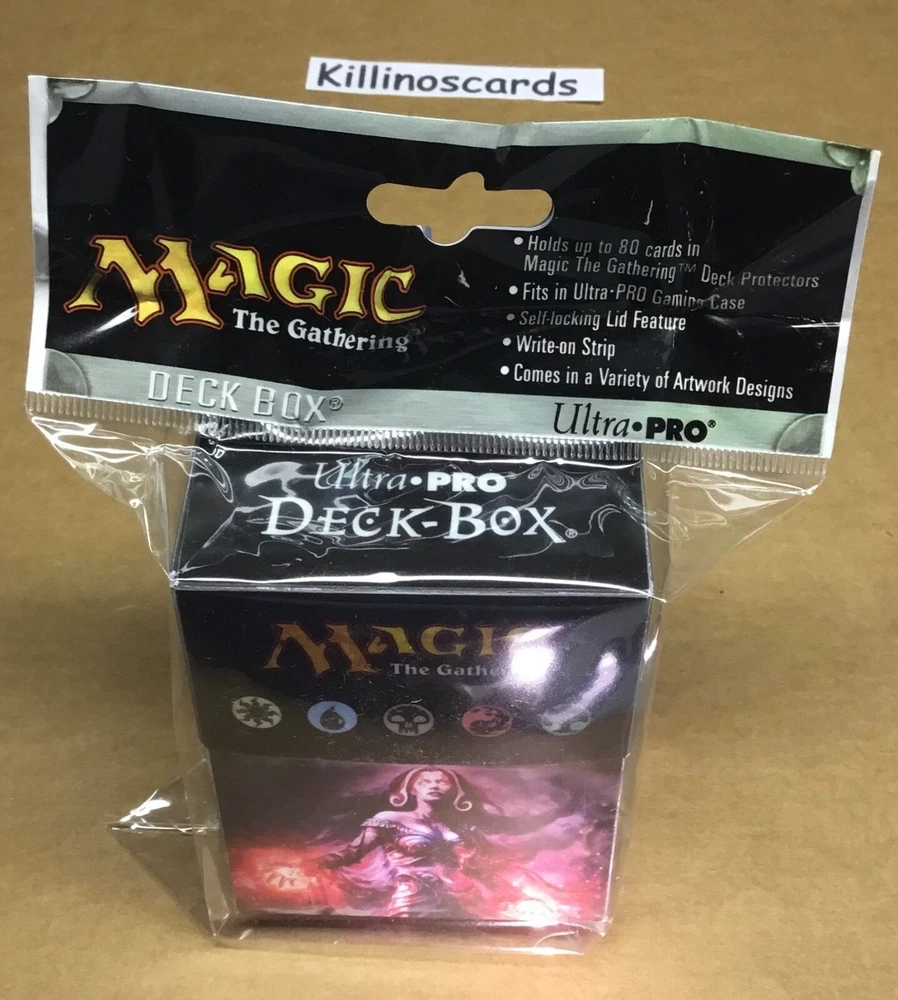 Killinoscards
MAGIC
The Gathering
• Holds up to 80 cards in
Magic The Gathering™ Deck Protectors
• Fits in Ultra•PRO Gaming Case
• Self-locking Lid Feature
• Write-on Strip
• Comes in a Variety of Artwork Designs
DECK BOX®
Ultra•PRO®
Ultra•PRO
DECK-BOX®
MAGIC
The Gathe